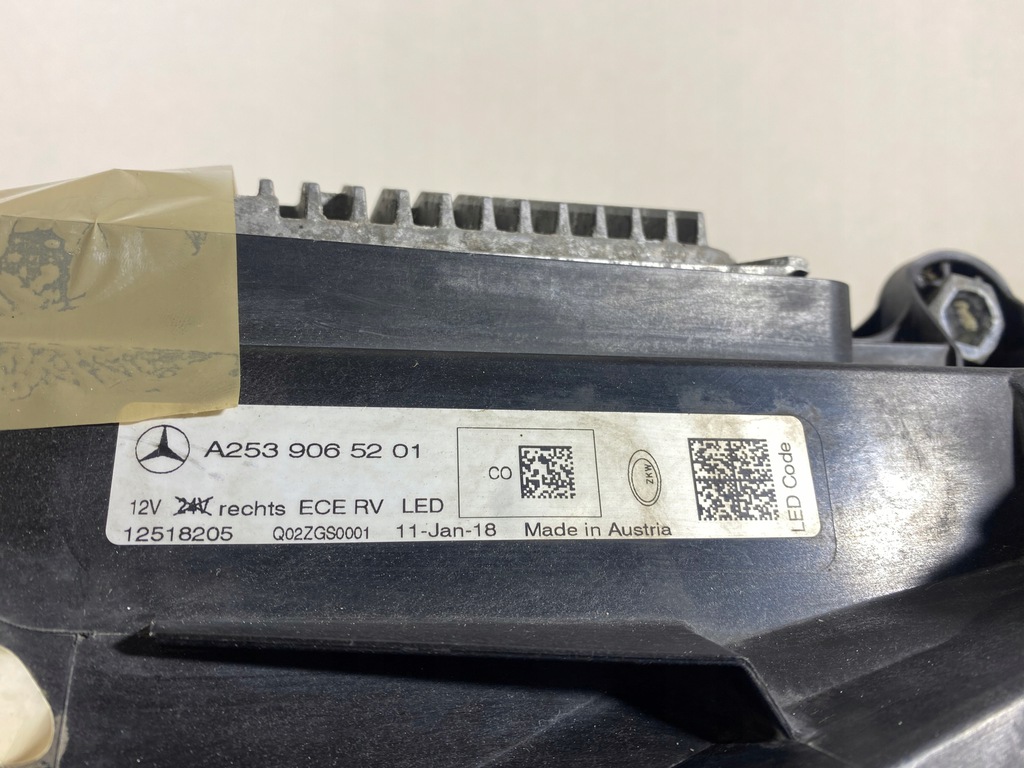 A253 906 52 01
CO
ZKW
12V 24V rechts ECE RV LED
12518205 Q02ZGS0001 11-Jan-18 Made in Austria
LED Code